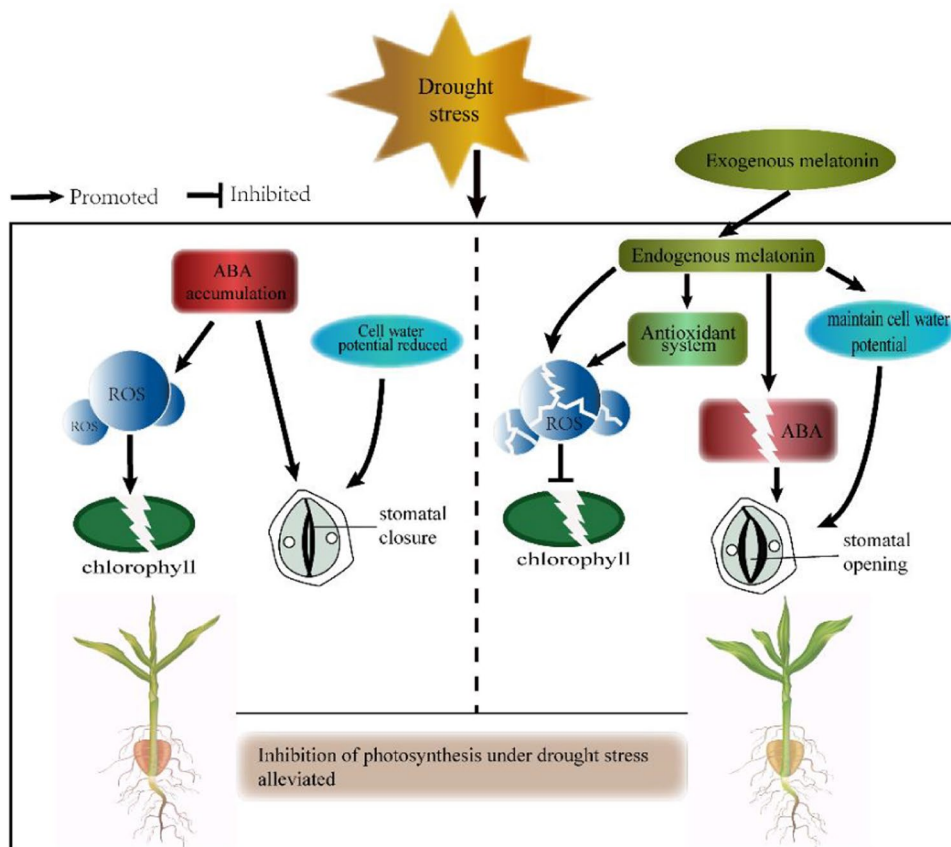 Drought
stress
Exogenous melatonin
Promoted
Inhibited
ABA
accumulation
Cell water
potential reduced
ROS
ROS
chlorophyll
stomatal
closure
Endogenous melatonin
Antioxidant
system
maintain cell water
potential
ROS
ABA
chlorophyll
stomatal
opening
Inhibition of photosynthesis under drought stress
alleviated